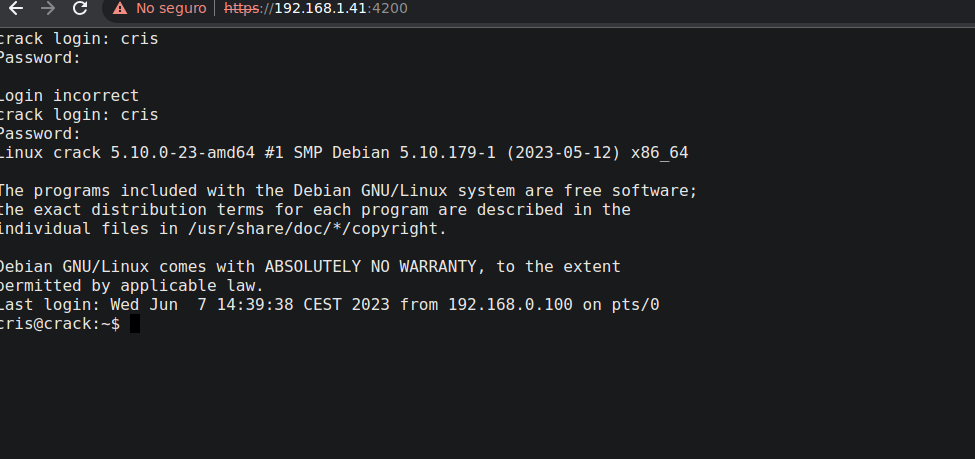 No seguro https://192.168.1.41:4200
crack login: cris
Password:
Login incorrect
crack login: cris
Password:
Linux crack 5.10.0-23-amd64 #1 SMP Debian 5.10.179-1 (2023-05-12) x86_64
The programs included with the Debian GNU/Linux system are free software;
the exact distribution terms for each program are described in the
individual files in /usr/share/doc/*/copyright.
Debian GNU/Linux comes with ABSOLUTELY NO WARRANTY, to the extent
permitted by applicable law.
Last login: Wed Jun  7 14:39:38 CEST 2023 from 192.168.0.100 on pts/0
cris@crack:~$